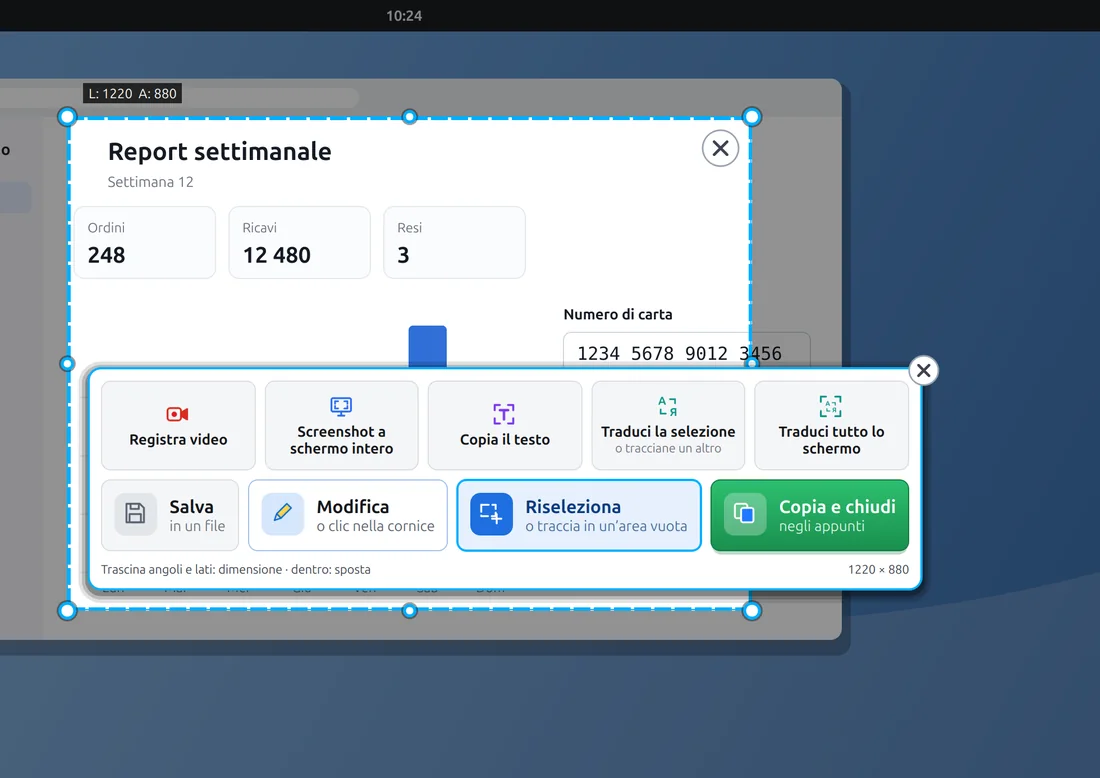 10:24
L: 1220 A: 880
o
Report settimanale
Settimana 12
Ordini
248
Ricavi
12 480
Resi
3
Numero di carta
1234 5678 9012 3456
Registra video
Screenshot a
schermo intero
Copia il testo
Traduci la selezione
o tracciane un altro
Traduci tutto lo
schermo
Salva
in un file
Modifica
o clic nella cornice
Riseleziona
o traccia in un'area vuota
Copia e chiudi
negli appunti
Trascina angoli e lati: dimensione · dentro: sposta
1220 × 880